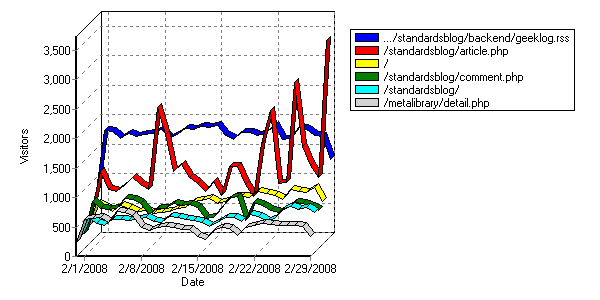 .../standardsblog/backend/geeklog.rss
/standardsblog/article.php
/
/standardsblog/comment.php
/standardsblog/
/metalibrary/detail.php
Visitors
3,500
3,000
2,500
2,000
1,500
1,000
500
0
2/1/2008 2/8/2008 2/15/2008 2/22/2008 2/29/2008
Date